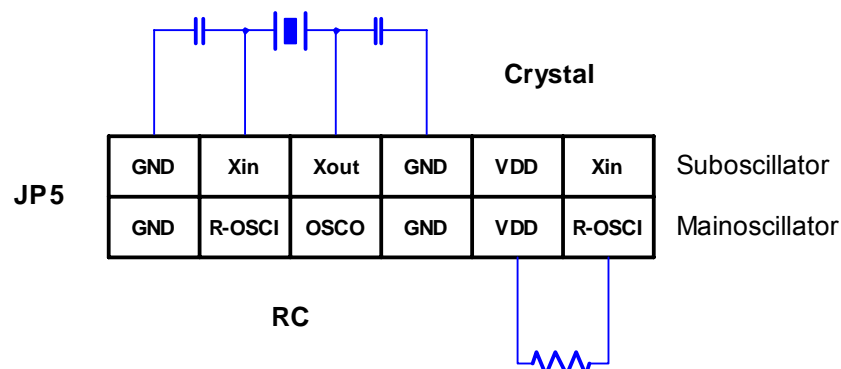 Crystal
GND Xin Xout GND VDD Xin Suboscillator
JP5
GND R-OSCI OSCO GND VDD R-OSCI Mainoscillator
RC